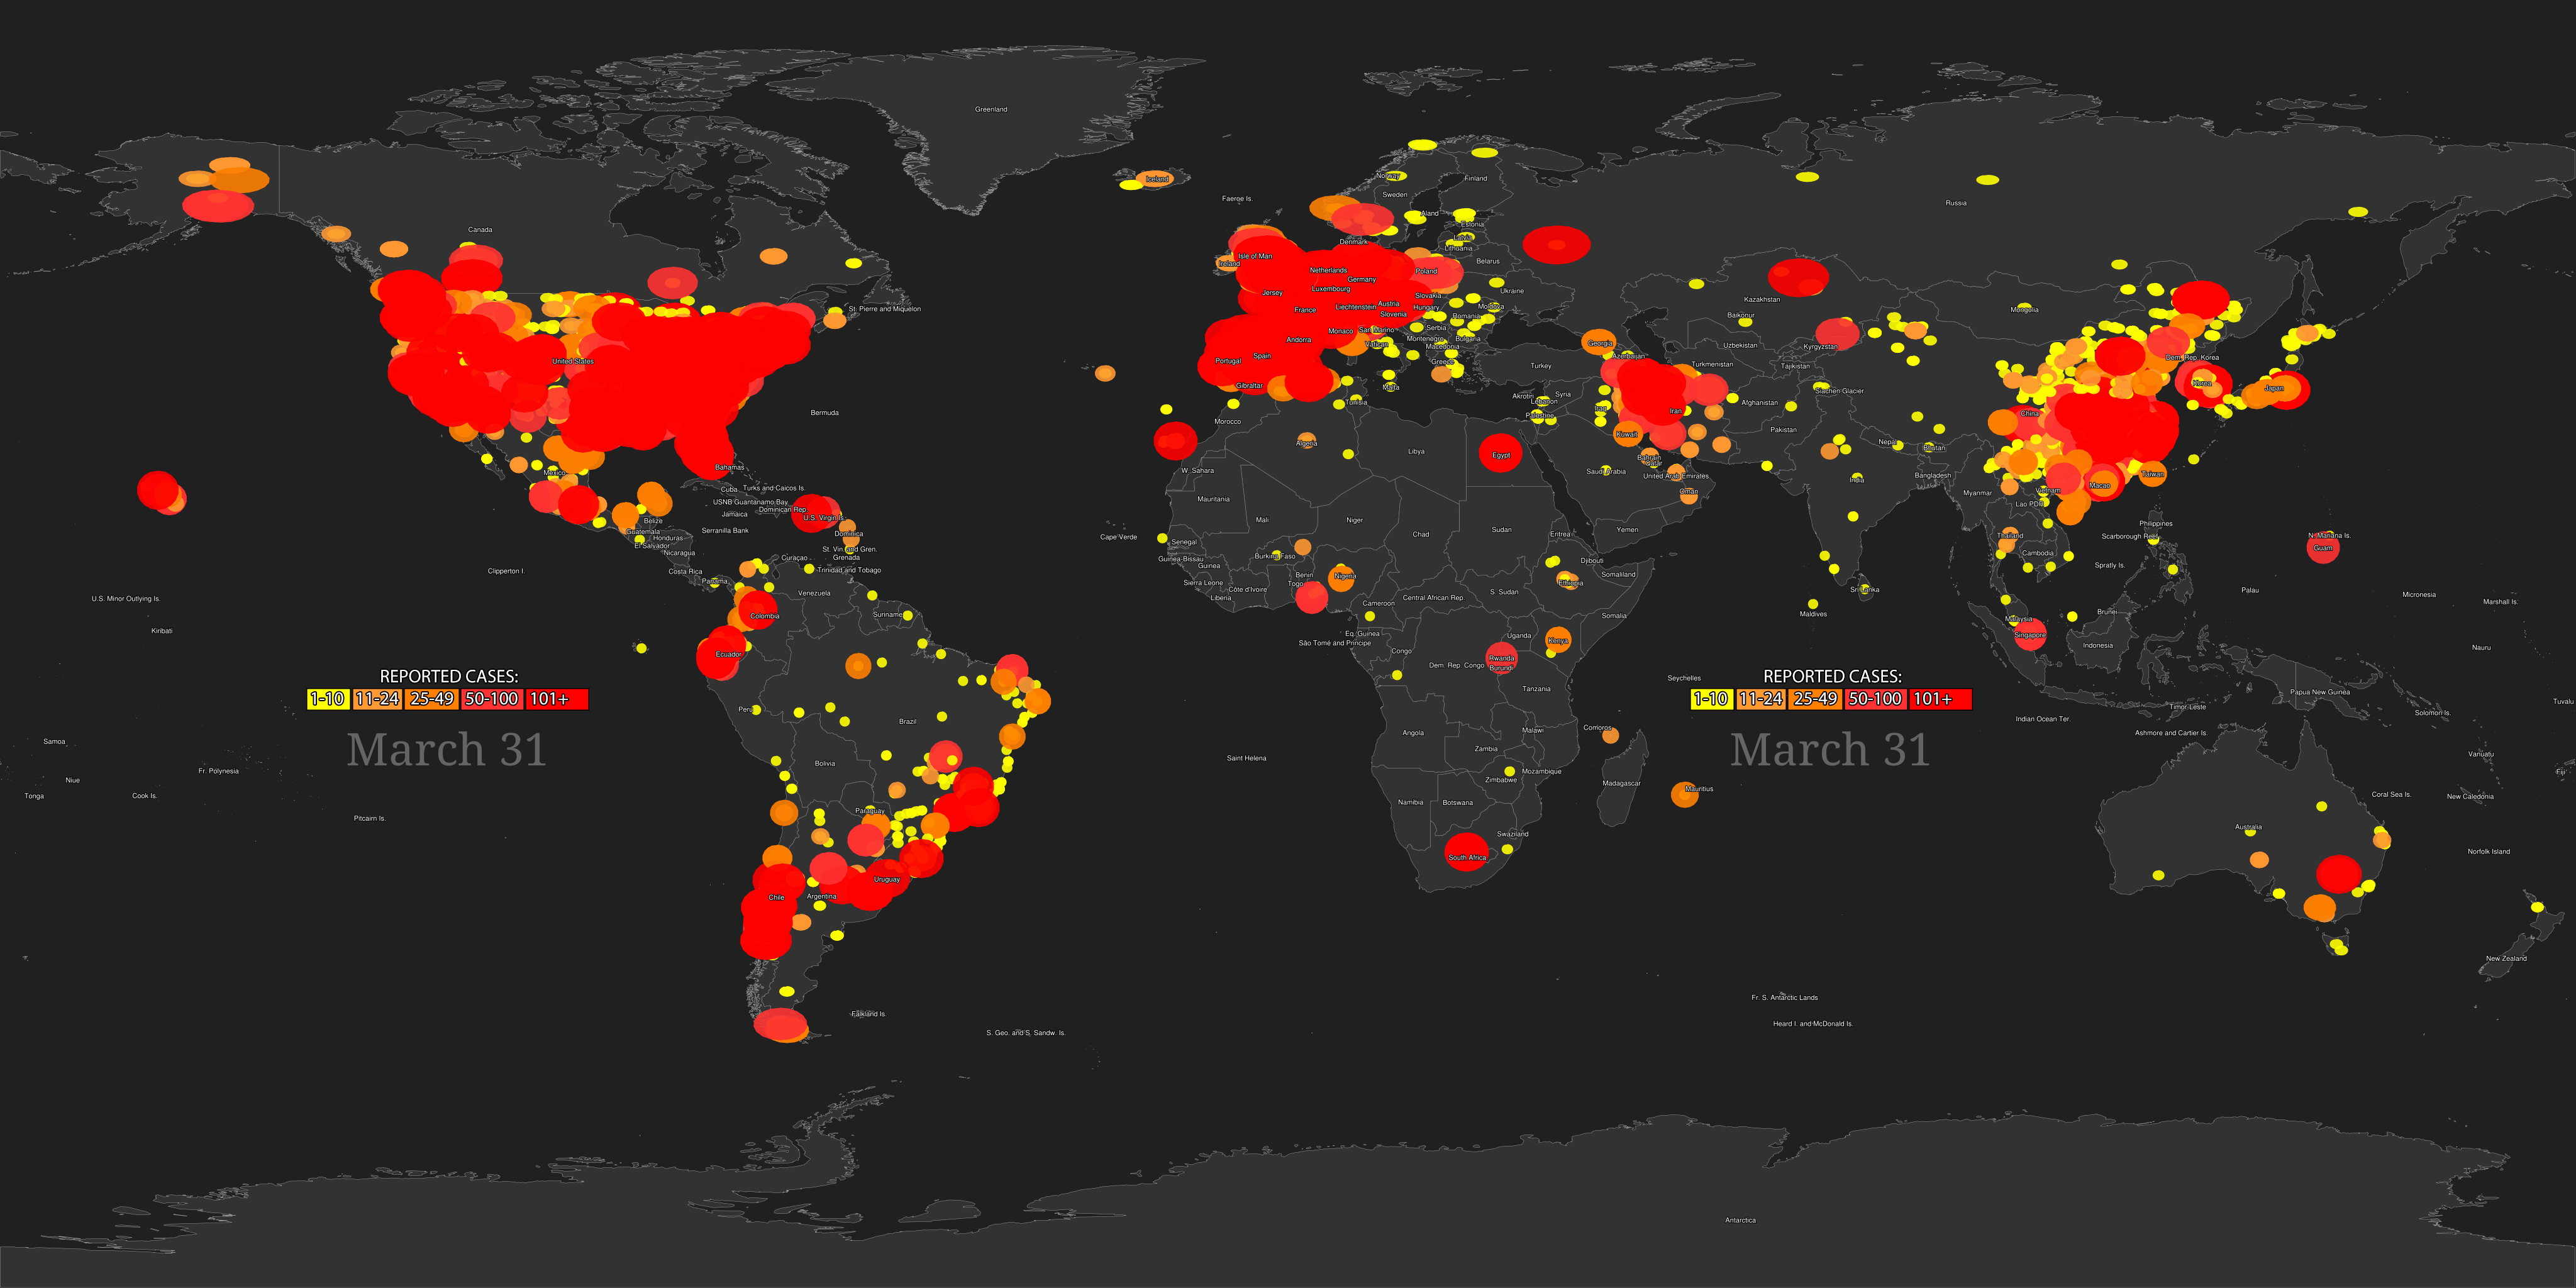 Greenland
Iceland
Faeroe Is.
Norway
Sweden
Finland
Aland
Estonia
Latvia
Lithuania
Russia
Canada
Denmark
Isle of Man
Ireland
Netherlands
Germany
Poland
Belarus
Luxembourg
Jersey
France
Liechtenstein
Austria
Slovakia
Hungary
Slovenia
Ukraine
Moldova
Romania
Kazakhstan
Baikonur
Mongolia
St. Pierre and Miquelon
United States
Monaco
San Marino
Serbia
Andorra
Vatican
Montenegro
Bulgaria
Macedonia
Georgia
Azerbaijan
Uzbekistan
Kyrgyzstan
Turkmenistan
Tajikistan
Dem. Rep. Korea
Korea
Japan
Portugal
Spain
Greece
Turkey
Gibraltar
Malta
Tunisia
Akrotiri
Syria
Lebanon
Palestine
Iraq
Iran
Afghanistan
Siachen Glacier
China
Bermuda
Morocco
Algeria
Libya
Egypt
Kuwait
Pakistan
Nepal
Bhutan
Bahamas
Mexico
W. Sahara
Bahrain
Qatar
Saudi Arabia
United Arab Emirates
Oman
India
Bangladesh
Myanmar
Vietnam
Macao
Taiwan
Lao PDR
Cuba
Turks and Caicos Is.
USNB Guantanamo Bay
Dominican Rep.
U.S. Virgin Is.
Jamaica
Belize
Guatemala
Honduras
El Salvador
Nicaragua
Serranilla Bank
Dominica
St. Vin. and Gren.
Grenada
Curaçao
Trinidad and Tobago
Costa Rica
Panama
Clipperton I.
Mauritania
Mali
Niger
Chad
Sudan
Eritrea
Yemen
Djibouti
Somaliland
Cape Verde
Senegal
Guinea-Bissau
Guinea
Burkina Faso
Benin
Togo
Nigeria
Sierra Leone
Côte d'Ivoire
Liberia
Cameroon
Central African Rep.
S. Sudan
Ethiopia
Somalia
Thailand
Cambodia
Philippines
Scarborough Reef
Spratly Is.
N. Mariana Is.
Guam
Sri Lanka
Maldives
Palau
Micronesia
Marshall Is.
U.S. Minor Outlying Is.
Kiribati
Venezuela
Colombia
Suriname
Ecuador
Eq. Guinea
São Tomé and Principe
Congo
Dem. Rep. Congo
Uganda
Kenya
Rwanda
Burundi
Tanzania
Seychelles
Malaysia
Singapore
Brunei
Indonesia
Nauru
REPORTED CASES:
1-10 11-24 25-49 50-100 101+
March 31
REPORTED CASES:
1-10 11-24 25-49 50-100 101+
March 31
Peru
Brazil
Bolivia
Paraguay
Angola
Zambia
Malawi
Comoros
Zimbabwe
Mozambique
Madagascar
Mauritius
Namibia
Botswana
Swaziland
South Africa
Saint Helena
Papua New Guinea
Timor-Leste
Solomon Is.
Tuvalu
Indian Ocean Ter.
Ashmore and Cartier Is.
Vanuatu
Fiji
Coral Sea Is.
New Caledonia
Norfolk Island
Australia
New Zealand
Samoa
Niue
Tonga
Cook Is.
Fr. Polynesia
Pitcairn Is.
Uruguay
Argentina
Chile
Falkland Is.
S. Geo. and S. Sandw. Is.
Fr. S. Antarctic Lands
Heard I. and McDonald Is.
Antarctica